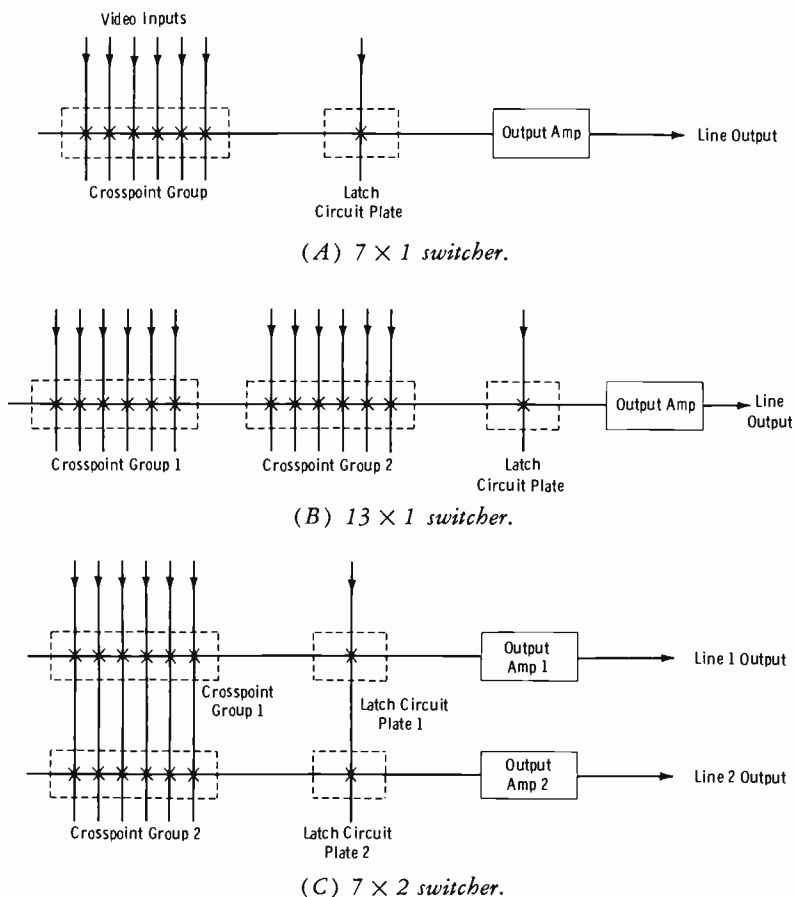 Video Inputs
Output Amp
Line Output
Crosspoint Group
Latch
Circuit Plate
(A) 7 × 1 switcher.
Output Amp
Line
Output
Crosspoint Group 1
Crosspoint Group 2
Latch
Circuit Plate
(B) 13 × 1 switcher.
Output
Amp 1
Line 1 Output
Crosspoint
Group 1
Latch Circuit
Plate 1
Output
Amp 2
Line 2 Output
Crosspoint Group 2
Latch Circuit
Plate 2
(C) 7 × 2 switcher.